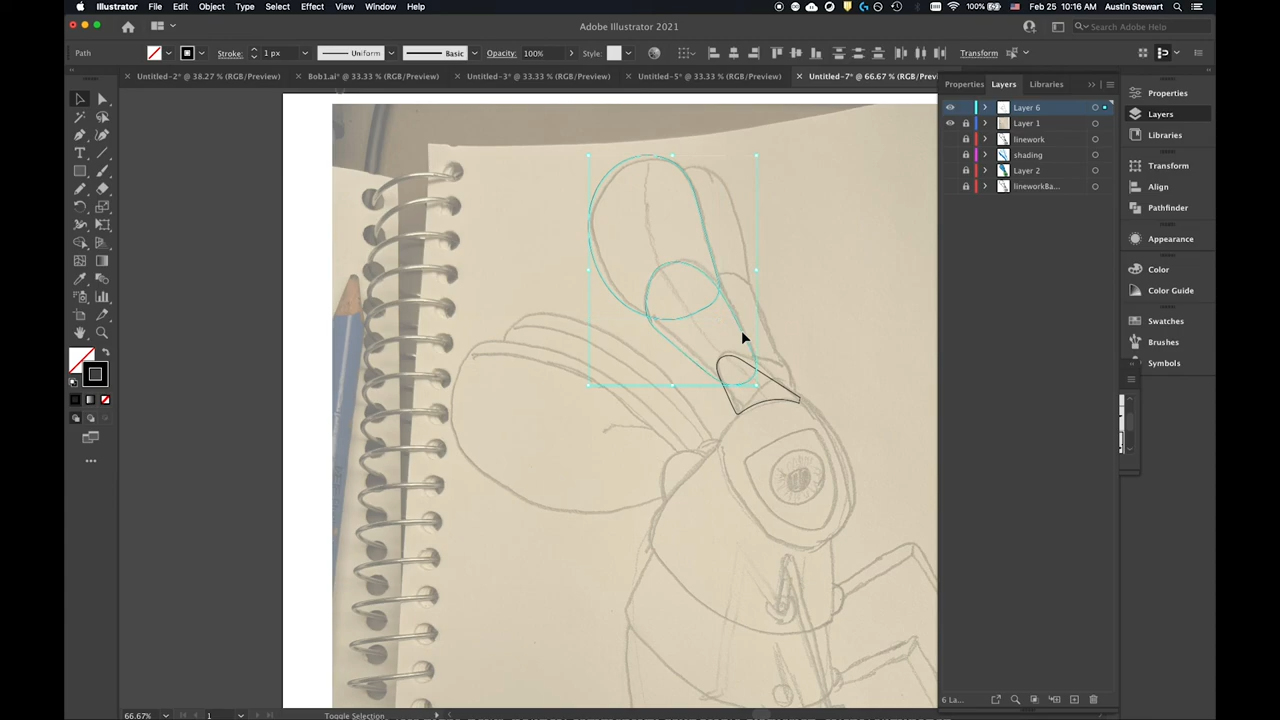 Illustrator File Edit Object Type Select Effect View Window Help 100% Feb 25 10:16 AM Austin Stewart
Adobe Illustrator 2021 Search Adobe Help
Path Stroke: 1 px Uniform Basic Opacity: 100% Style: Transform
Untitled-2* @ 38.27 % (RGB/Preview) Bob1.ai* @ 33.33 % (RGB/Preview) Untitled-3* @ 33.33 % (RGB/Preview) Untitled-5* @ 33.33 % (RGB/Preview) Untitled-7* @ 66.67 % (RGB/Previ
Properties Layers Libraries
Layer 6
Layer 1
linework
shading
Layer 2
lineworkBa...
Properties
Layers
Libraries
Transform
Align
Pathfinder
Appearance
Color
Color Guide
Swatches
Brushes
Symbols
6 La...
66.67% 1 Toggle Selection